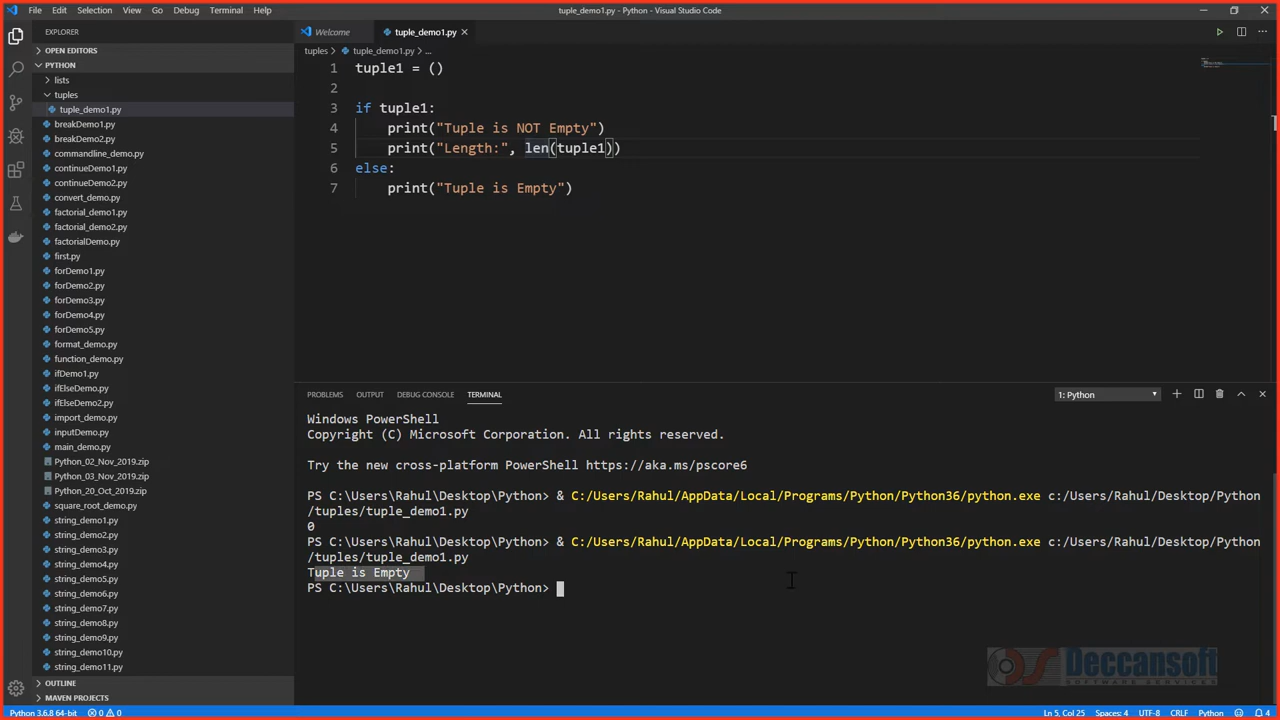 File Edit Selection View Go Debug Terminal Help tuple_demo1.py - Python - Visual Studio Code
EXPLORER
Welcome tuple_demo1.py
OPEN EDITORS
tuples > tuple_demo1.py > ...
PYTHON
lists
tuples
tuple_demo1.py
breakDemo1.py
breakDemo2.py
commandline_demo.py
continueDemo1.py
continueDemo2.py
convert_demo.py
factorial_demo1.py
factorial_demo2.py
factorialDemo.py
first.py
forDemo1.py
forDemo2.py
forDemo3.py
forDemo4.py
forDemo5.py
format_demo.py
function_demo.py
ifDemo1.py
ifElseDemo.py
ifElseDemo2.py
import_demo.py
inputDemo.py
main_demo.py
Python_02_Nov_2019.zip
Python_03_Nov_2019.zip
Python_20_Oct_2019.zip
square_root_demo.py
string_demo1.py
string_demo2.py
string_demo3.py
string_demo4.py
string_demo5.py
string_demo6.py
string_demo7.py
string_demo8.py
string_demo9.py
string_demo10.py
string_demo11.py
OUTLINE
MAVEN PROJECTS
1 tuple1 = ()
2
3 if tuple1:
4 print("Tuple is NOT Empty")
5 print("Length:", len(tuple1))
6 else:
7 print("Tuple is Empty")
PROBLEMS OUTPUT DEBUG CONSOLE TERMINAL 1: Python
Windows PowerShell
Copyright (C) Microsoft Corporation. All rights reserved.
Try the new cross-platform PowerShell https://aka.ms/pscore6
PS C:\Users\Rahul\Desktop\Python> & C:/Users/Rahul/AppData/Local/Programs/Python/Python36/python.exe c:/Users/Rahul/Desktop/Python
/tuples/tuple_demo1.py
0
PS C:\Users\Rahul\Desktop\Python> & C:/Users/Rahul/AppData/Local/Programs/Python/Python36/python.exe c:/Users/Rahul/Desktop/Python
/tuples/tuple_demo1.py
Tuple is Empty
PS C:\Users\Rahul\Desktop\Python>
Deccansoft
SOFTWARE SERVICES
Python 3.6.8 64-bit 0 0 Ln 5, Col 25 Spaces: 4 UTF-8 CRLF Python 4